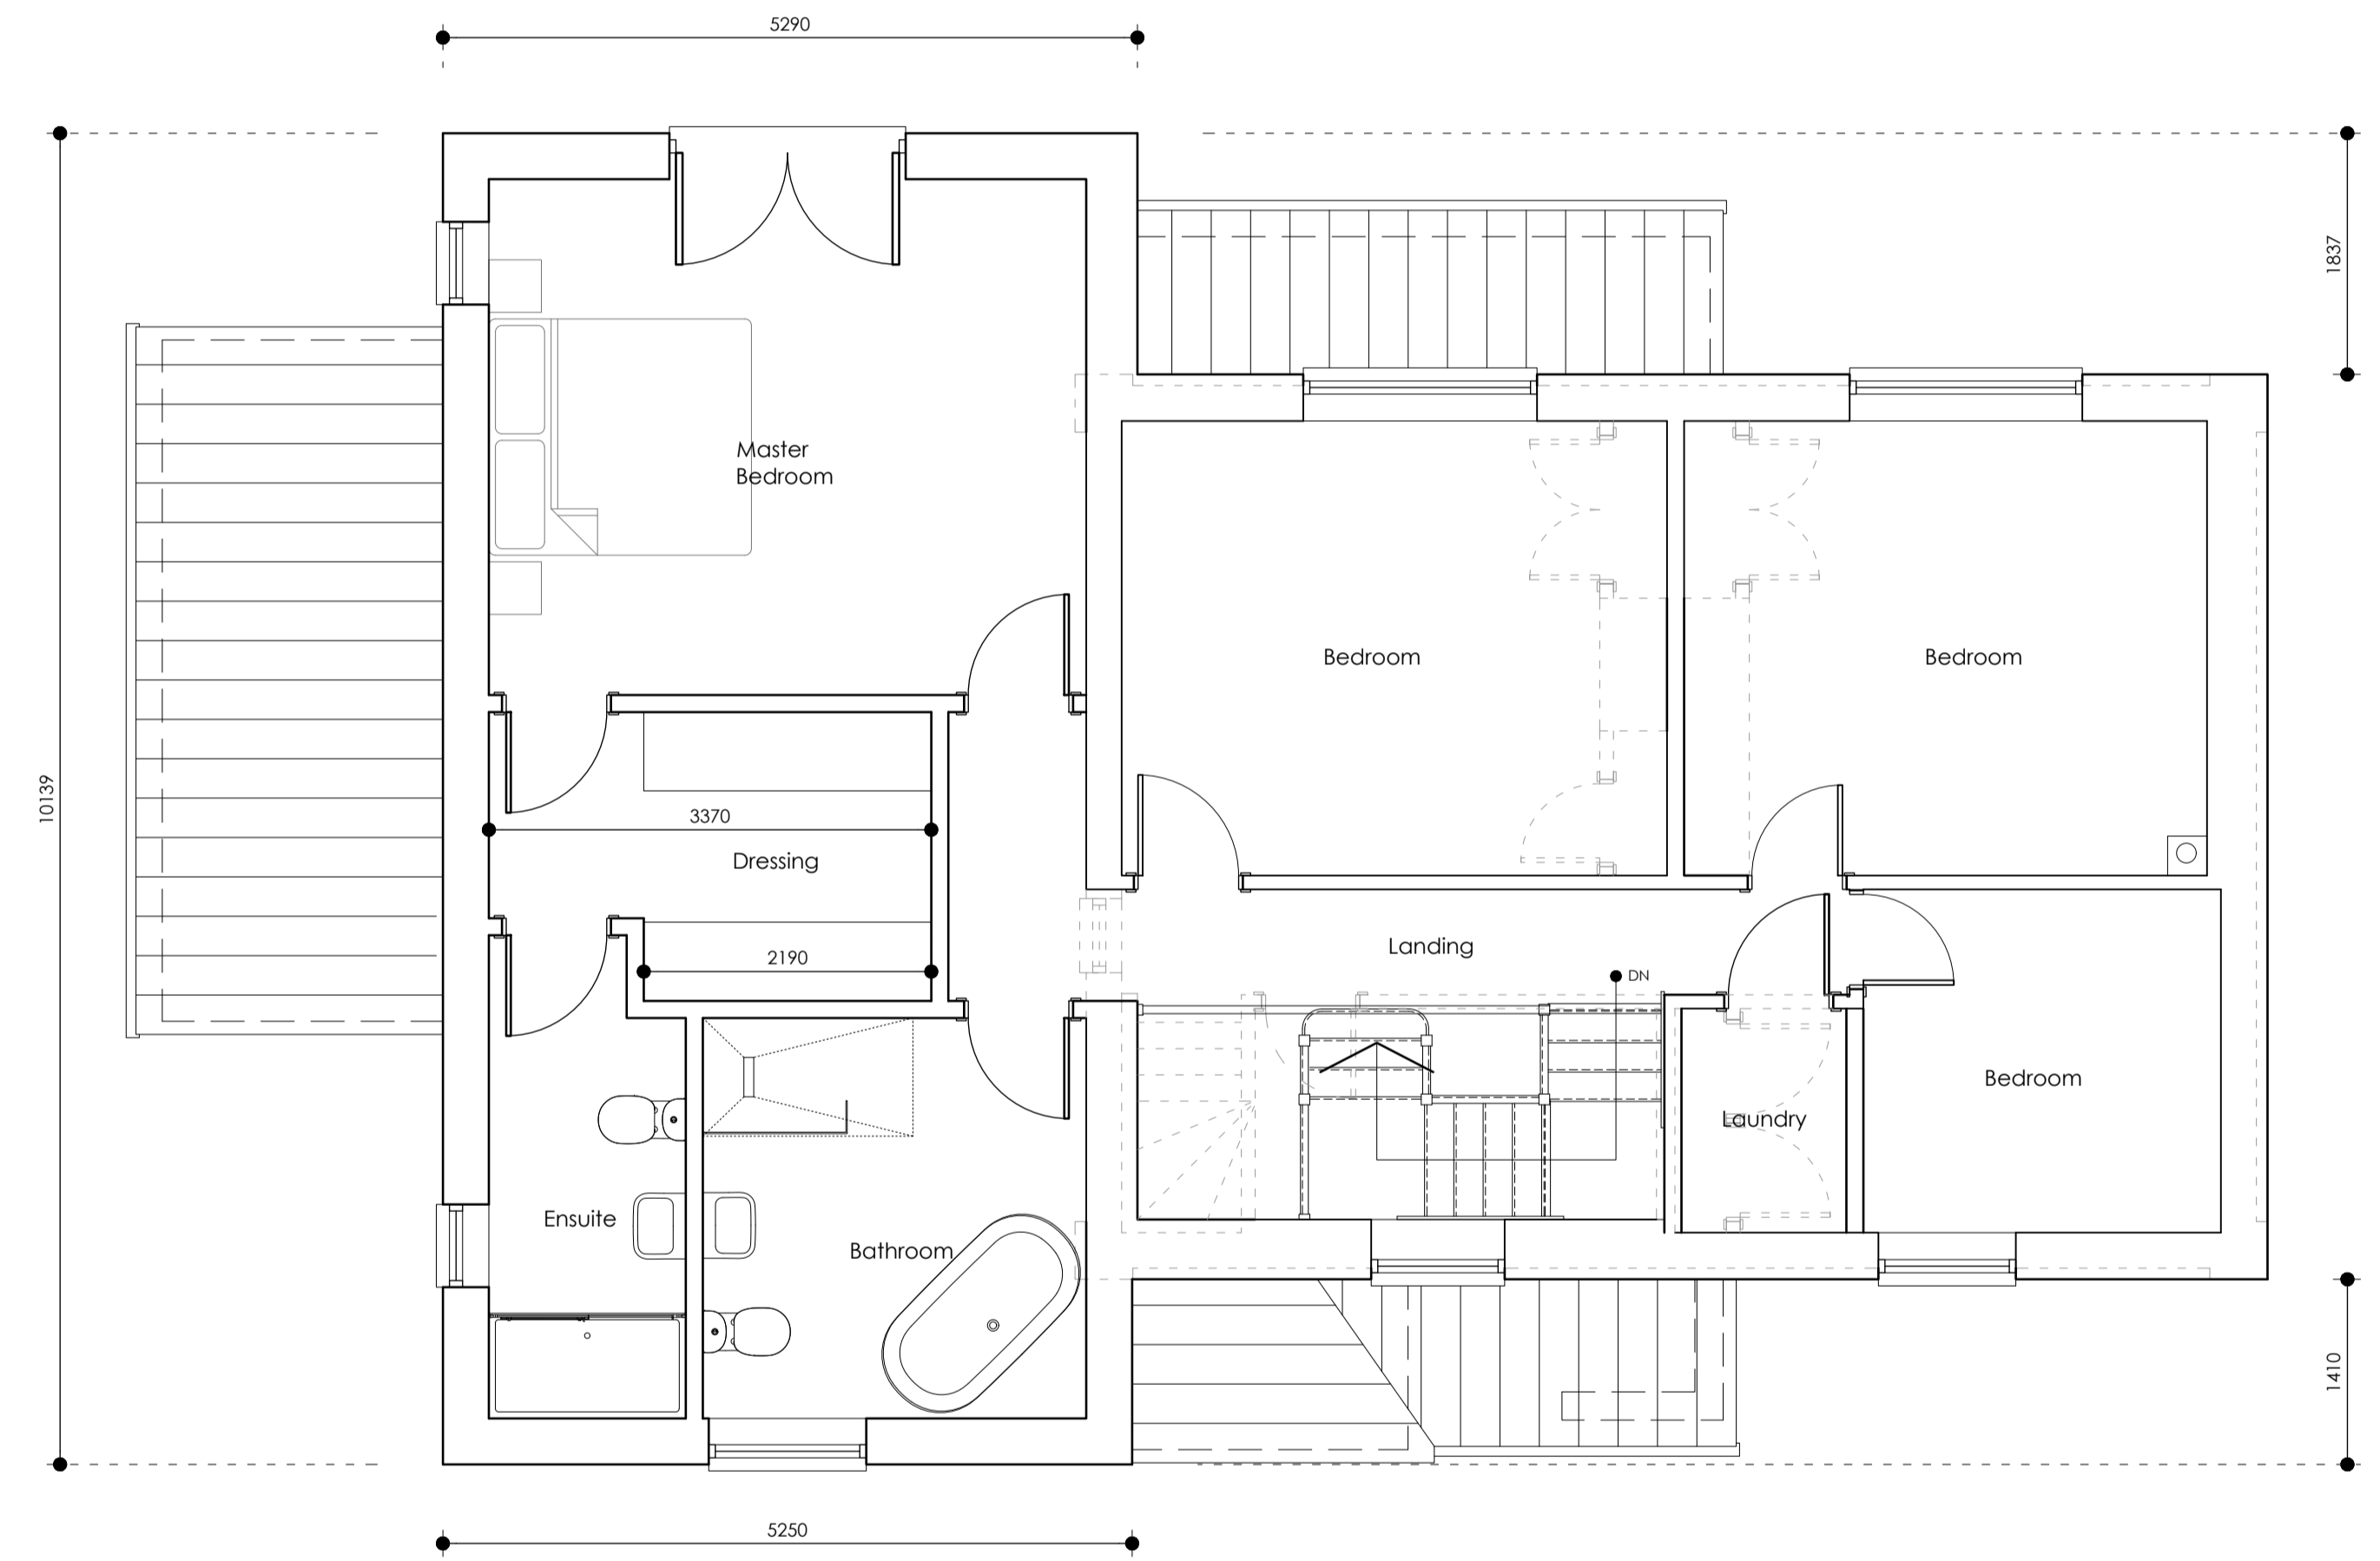 5290
1837
Master
Bedroom
Bedroom
Bedroom
10139
3370
Dressing
Landing
2190
DN
Bedroom
Laundry
Ensuite
Bathroom
1410
5250